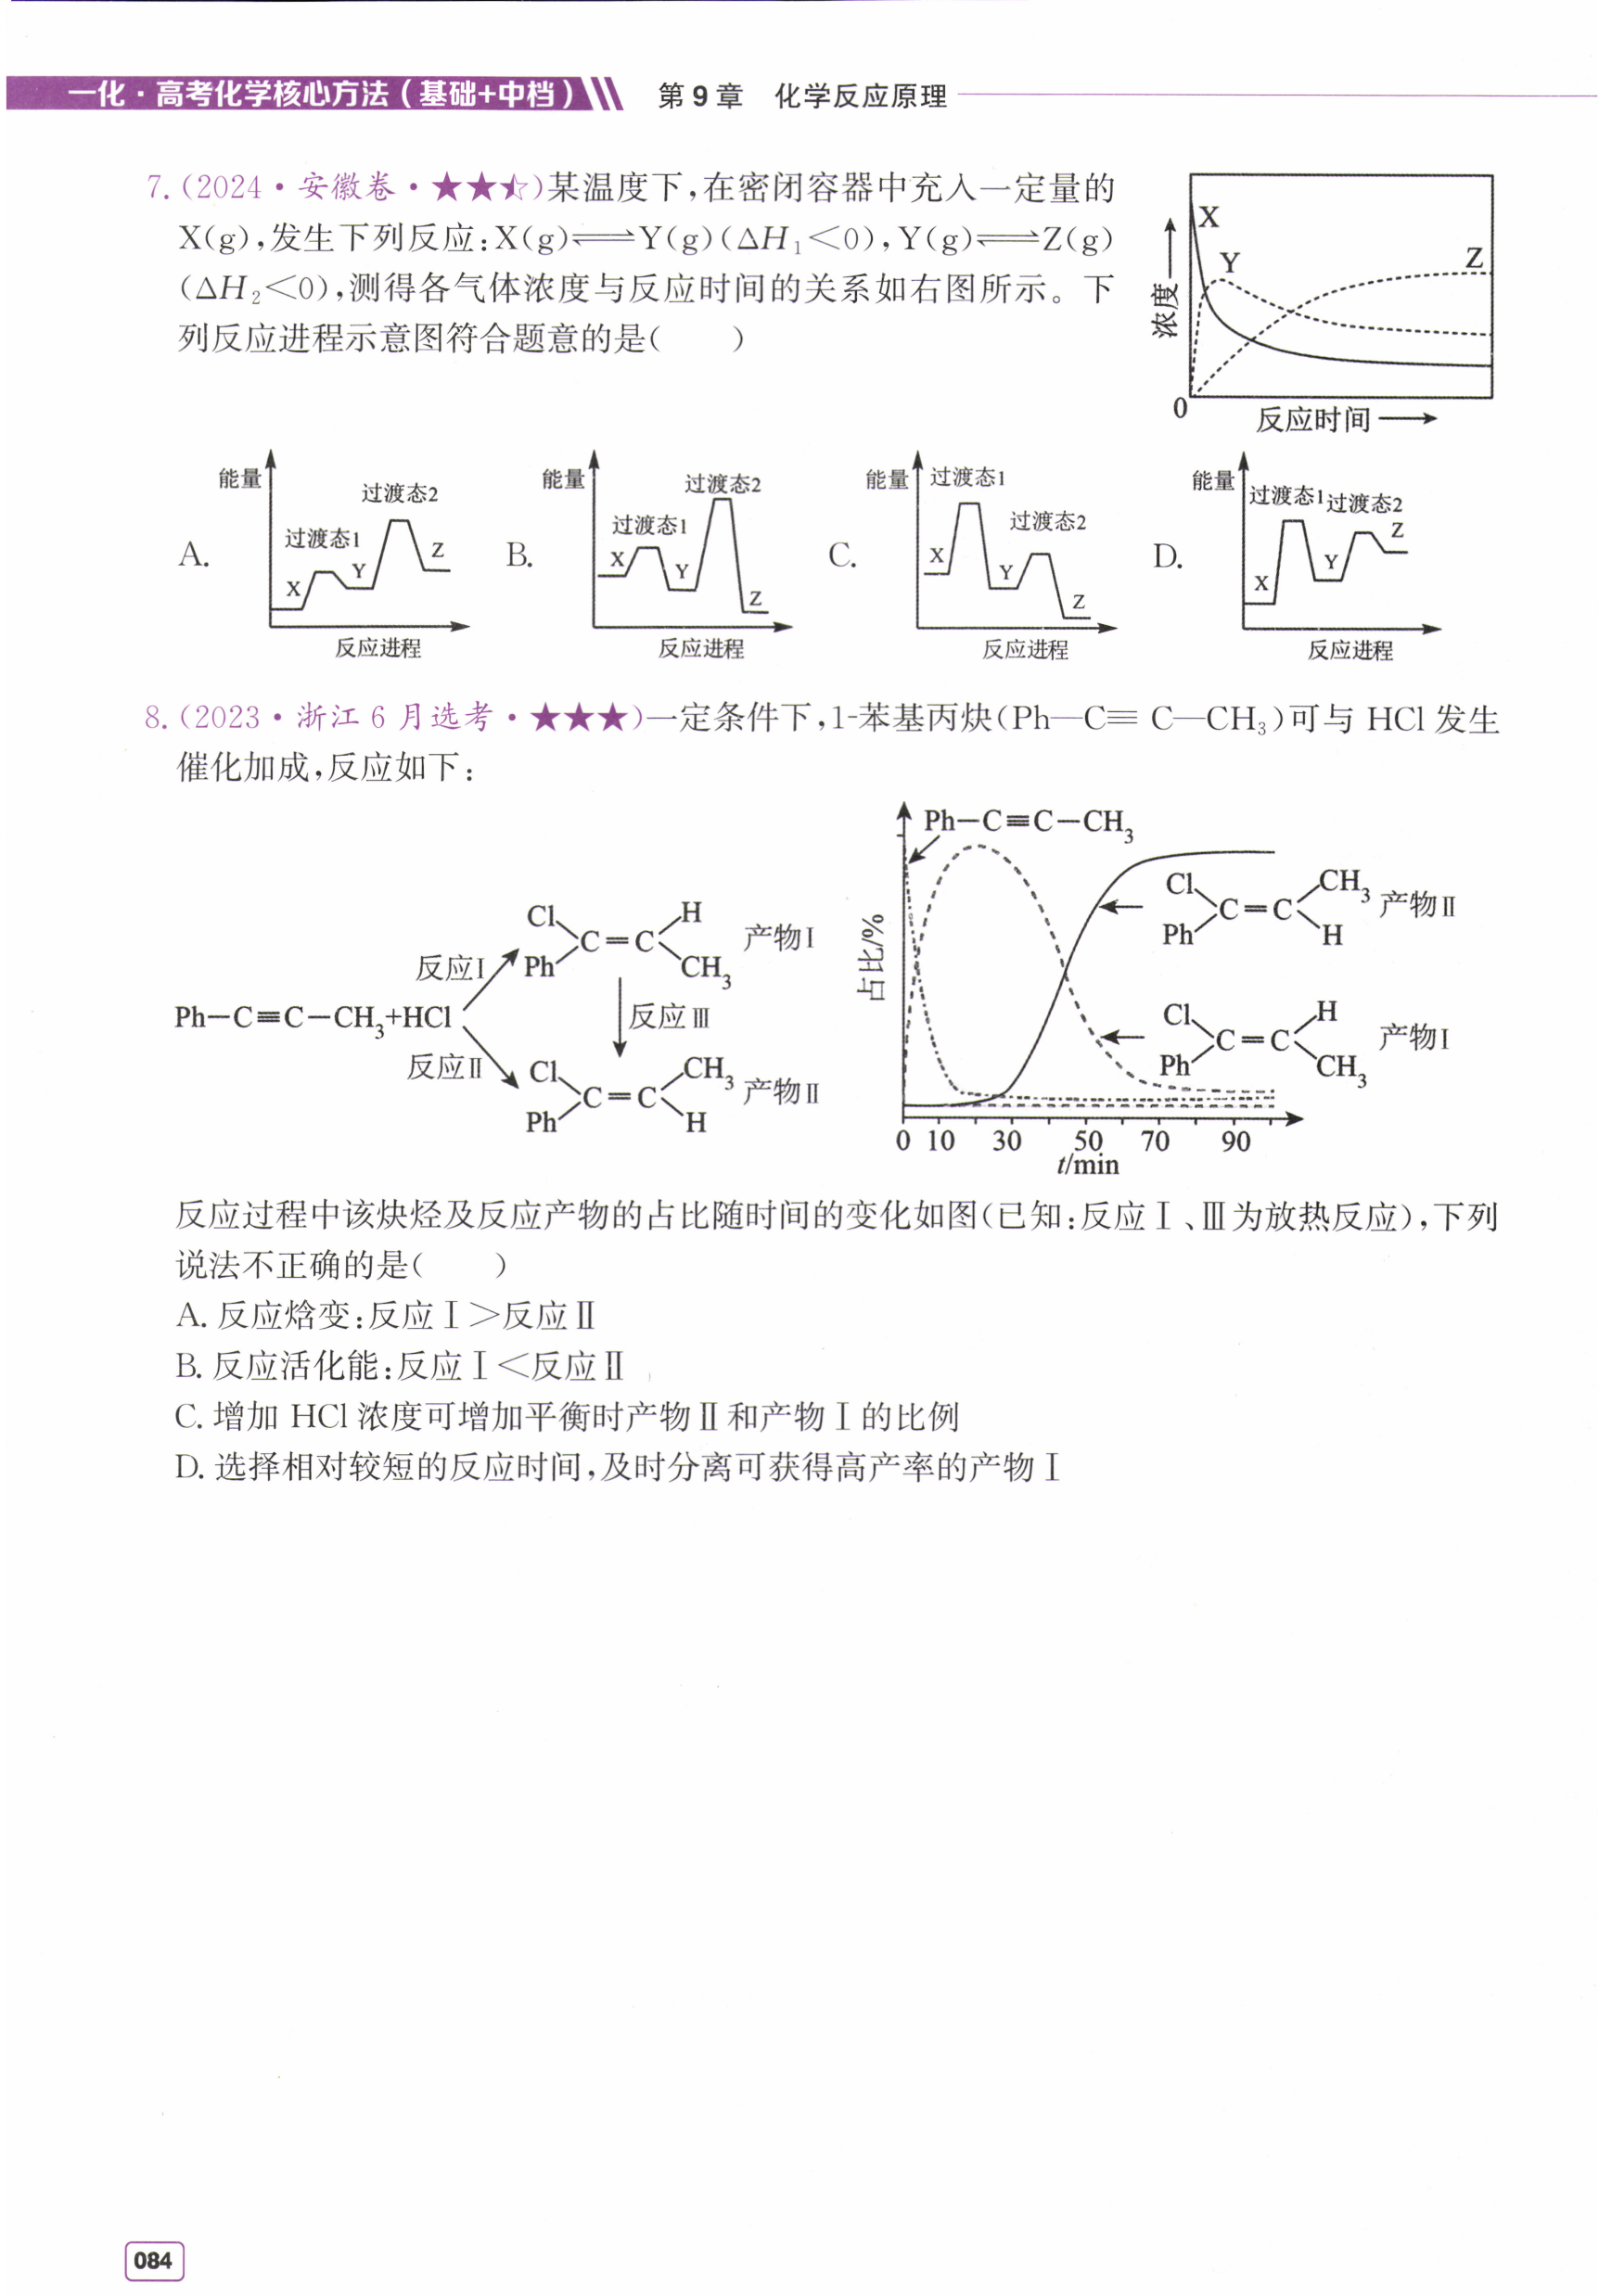 一化·高考化学核心方法(基础+中档) 第9章 化学反应原理
7.(2024·安徽卷·★★☆)某温度下,在密闭容器中充入一定量的
X(g),发生下列反应:X(g)⇌Y(g)(ΔH₁<0),Y(g)⇌Z(g)
(ΔH₂<0),测得各气体浓度与反应时间的关系如右图所示。下
列反应进程示意图符合题意的是( )
浓度
X
Y
Z
0
反应时间
A.
能量
过渡态1
过渡态2
X
Y
Z
反应进程
B.
能量
过渡态1
过渡态2
X
Y
Z
反应进程
C.
能量
过渡态1
过渡态2
X
Y
Z
反应进程
D.
能量
过渡态1
过渡态2
X
Y
Z
反应进程
8.(2023·浙江6月选考·★★★)一定条件下,1-苯基丙炔(Ph—C≡C—CH₃)可与 HCl 发生
催化加成,反应如下:
Ph—C≡C—CH₃+HCl
反应Ⅰ
反应Ⅱ
Cl H
C=C
Ph CH₃
产物Ⅰ
反应Ⅲ
Cl CH₃
C=C
Ph H
产物Ⅱ
占比/%
Ph—C≡C—CH₃
Cl CH₃
C=C
Ph H
产物Ⅱ
Cl H
C=C
Ph CH₃
产物Ⅰ
0 10 30 50 70 90
t/min
反应过程中该炔烃及反应产物的占比随时间的变化如图(已知:反应Ⅰ、Ⅲ为放热反应),下列
说法不正确的是( )
A. 反应焓变:反应Ⅰ>反应Ⅱ
B. 反应活化能:反应Ⅰ<反应Ⅱ
C. 增加 HCl 浓度可增加平衡时产物Ⅱ和产物Ⅰ的比例
D. 选择相对较短的反应时间,及时分离可获得高产率的产物Ⅰ
084